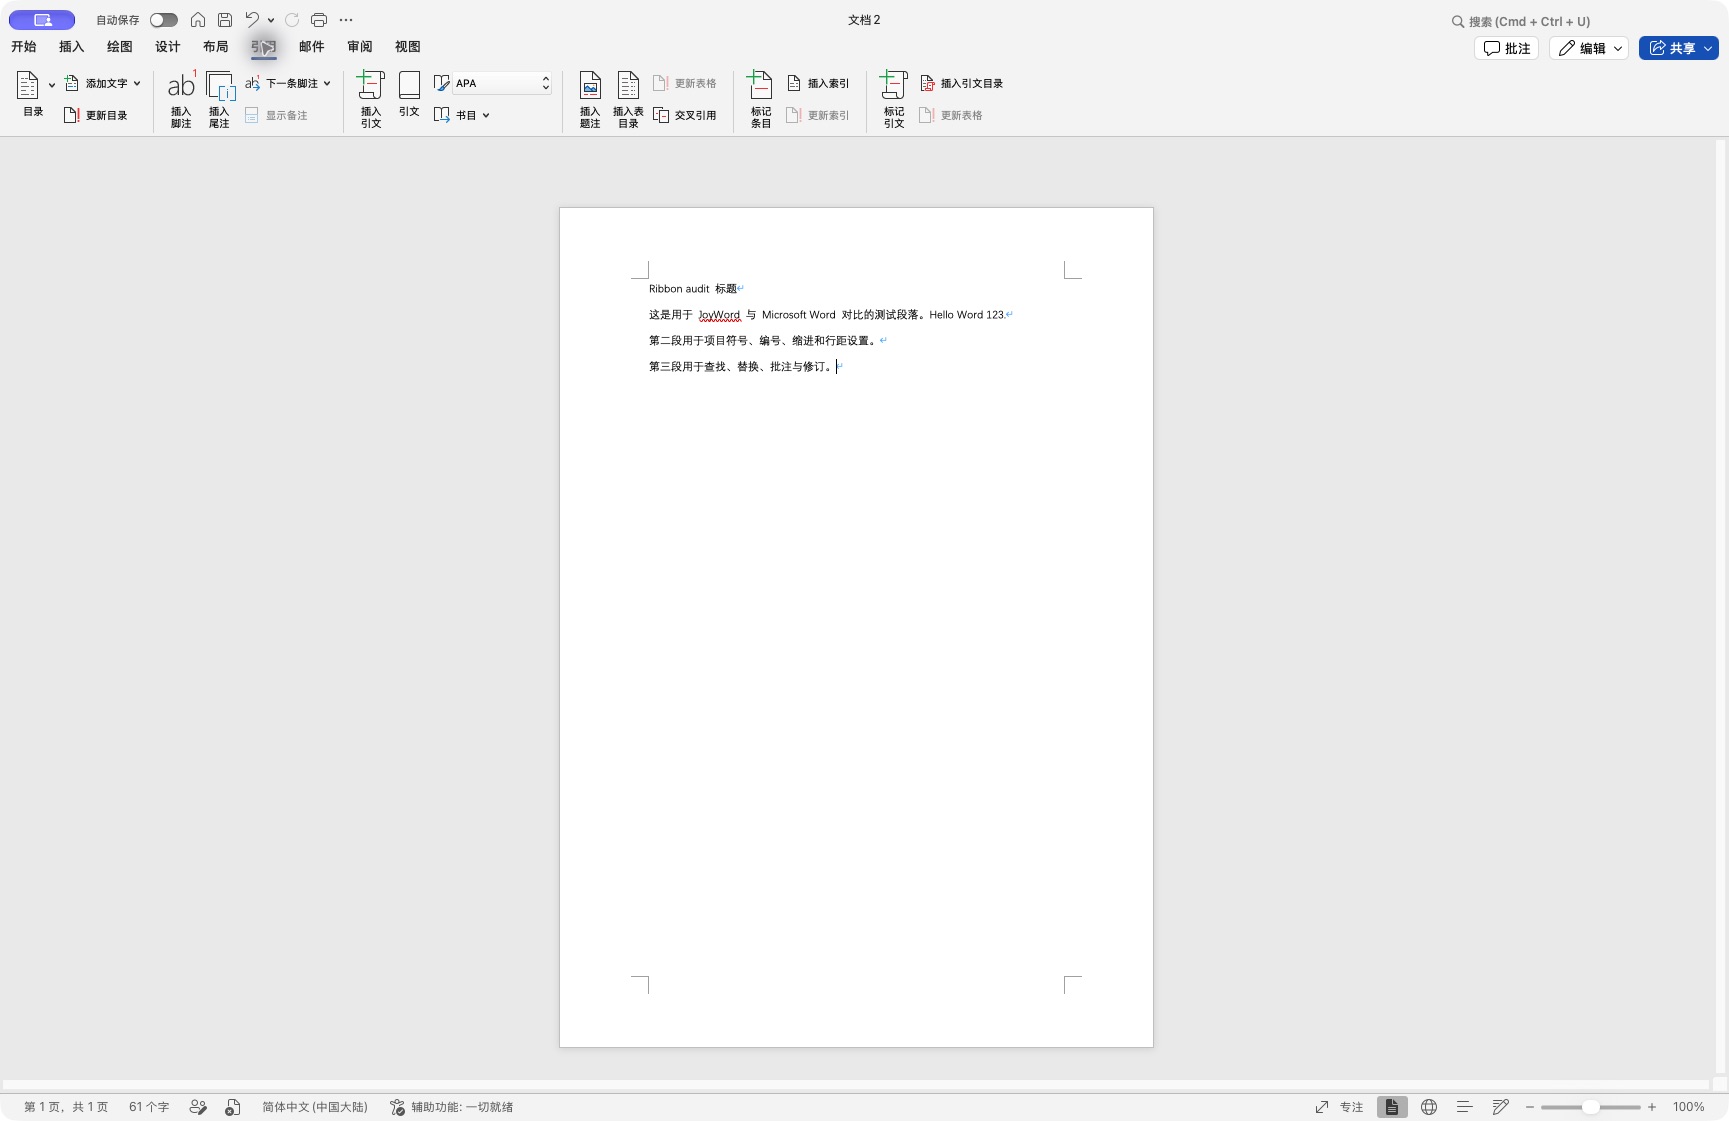 自动保存
文档 2
搜索 (Cmd + Ctrl + U)
开始 插入 绘图 设计 布局 邮件 审阅 视图
批注 编辑 共享
目录
添加文字
更新目录
ab 1
插入
脚注
[i]
插入
尾注
ab 下一条脚注
显示备注
插入
引文
引文
APA
书目
插入
题注
插入表
目录
更新表格
交叉引用
标记
条目
插入索引
更新索引
标记
引文
插入引文目录
更新表格
Ribbon audit 标题
这是用于 JoyWord 与 Microsoft Word 对比的测试段落。Hello Word 123.
第二段用于项目符号、编号、缩进和行距设置。
第三段用于查找、替换、批注与修订。
第 1 页，共 1 页 61 个字 简体中文 (中国大陆) 辅助功能: 一切就绪 专注 100%